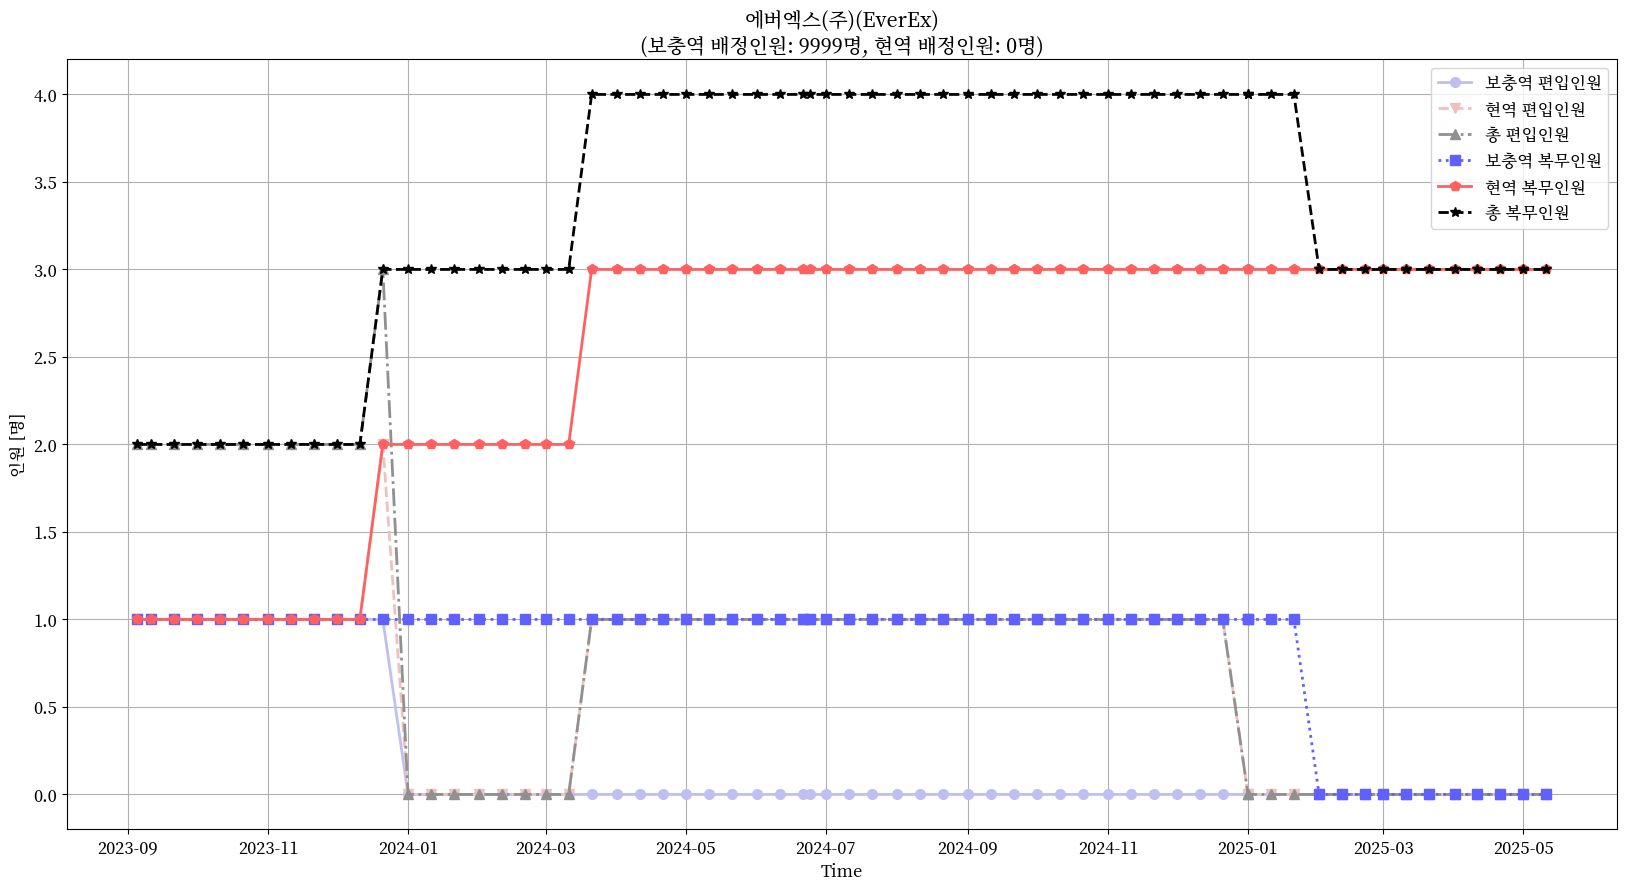 에버엑스(주)(EverEx)
(보충역 배정인원: 9999명, 현역 배정인원: 0명)
보충역 편입인원
현역 편입인원
총 편입인원
보충역 복무인원
현역 복무인원
총 복무인원
인원 [명]
4.0
3.5
3.0
2.5
2.0
1.5
1.0
0.5
0.0
2023-09 2023-11 2024-01 2024-03 2024-05 2024-07 2024-09 2024-11 2025-01 2025-03 2025-05
Time